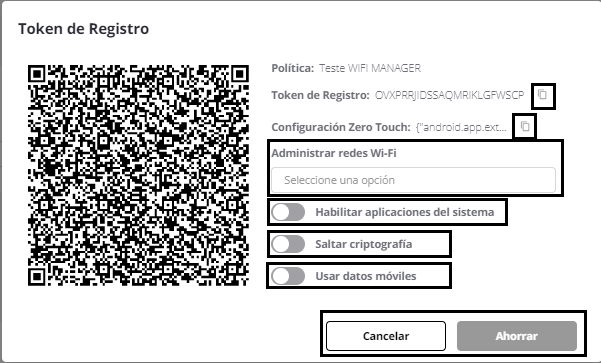 Token de Registro
Política: Teste WIFI MANAGER
Token de Registro: OVXPRRJIDSSAQMRIKLGFWSCP
Configuración Zero Touch: {"android.app.ext...
Administrar redes Wi-Fi
Seleccione una opción
Habilitar aplicaciones del sistema
Saltar criptografía
Usar datos móviles
Cancelar
Ahorrar